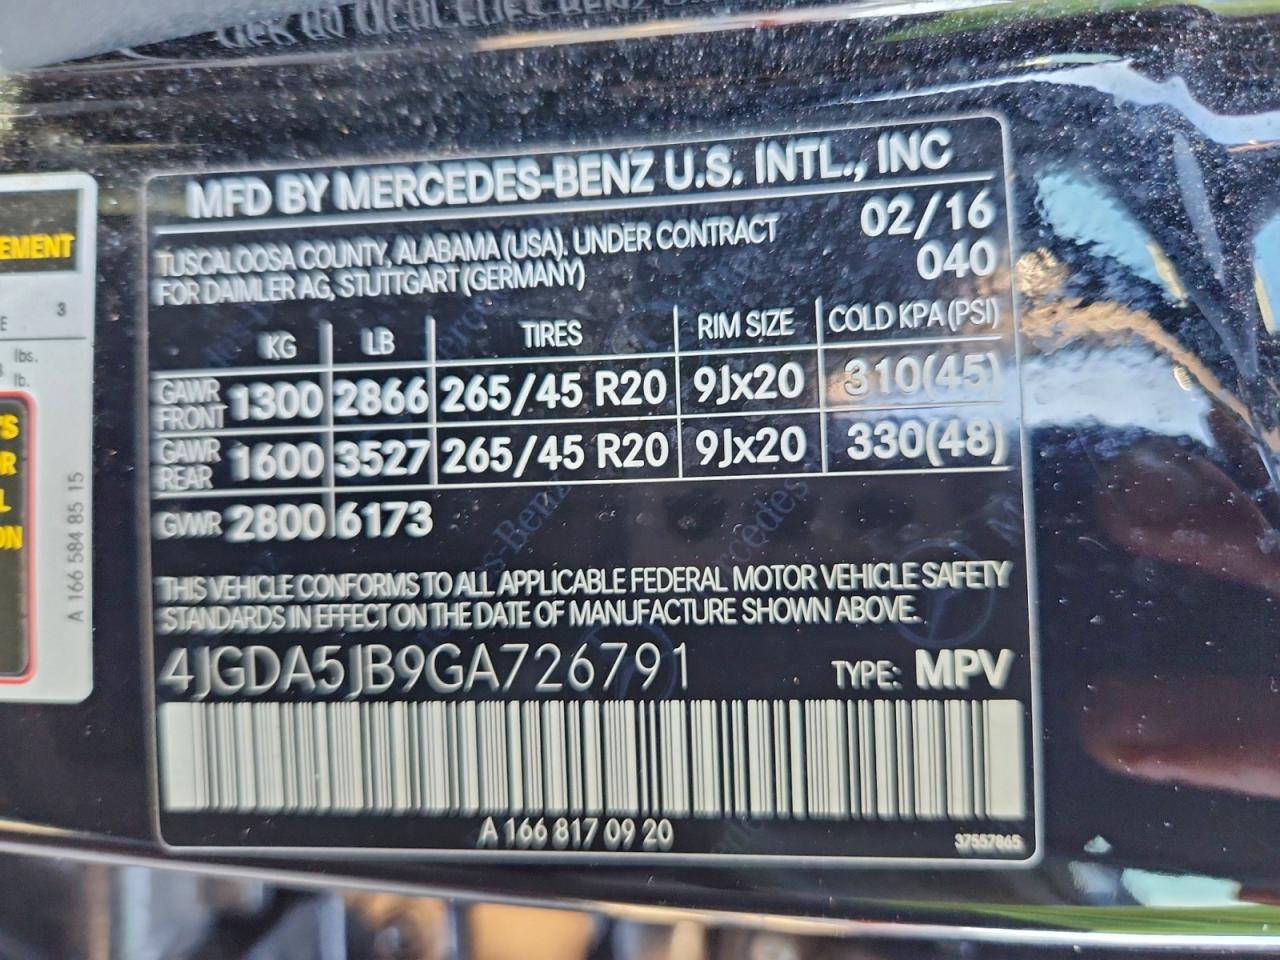 MFD BY MERCEDES-BENZ U.S. INTL., INC
TUSCALOOSA COUNTY, ALABAMA (USA). UNDER CONTRACT
FOR DAIMLER AG, STUTTGART (GERMANY)
02/16
040
KG LB TIRES RIM SIZE COLD KPA (PSI)
GAWR FRONT 1300 2866 265/45 R20 9Jx20 310(45)
GAWR REAR 1600 3527 265/45 R20 9Jx20 330(48)
GVWR 2800 6173
THIS VEHICLE CONFORMS TO ALL APPLICABLE FEDERAL MOTOR VEHICLE SAFETY
STANDARDS IN EFFECT ON THE DATE OF MANUFACTURE SHOWN ABOVE.
4JGDA5JB9GA726791 TYPE: MPV
A 166 817 09 20
37557865
3
lbs.
lb.
A 166 584 85 15